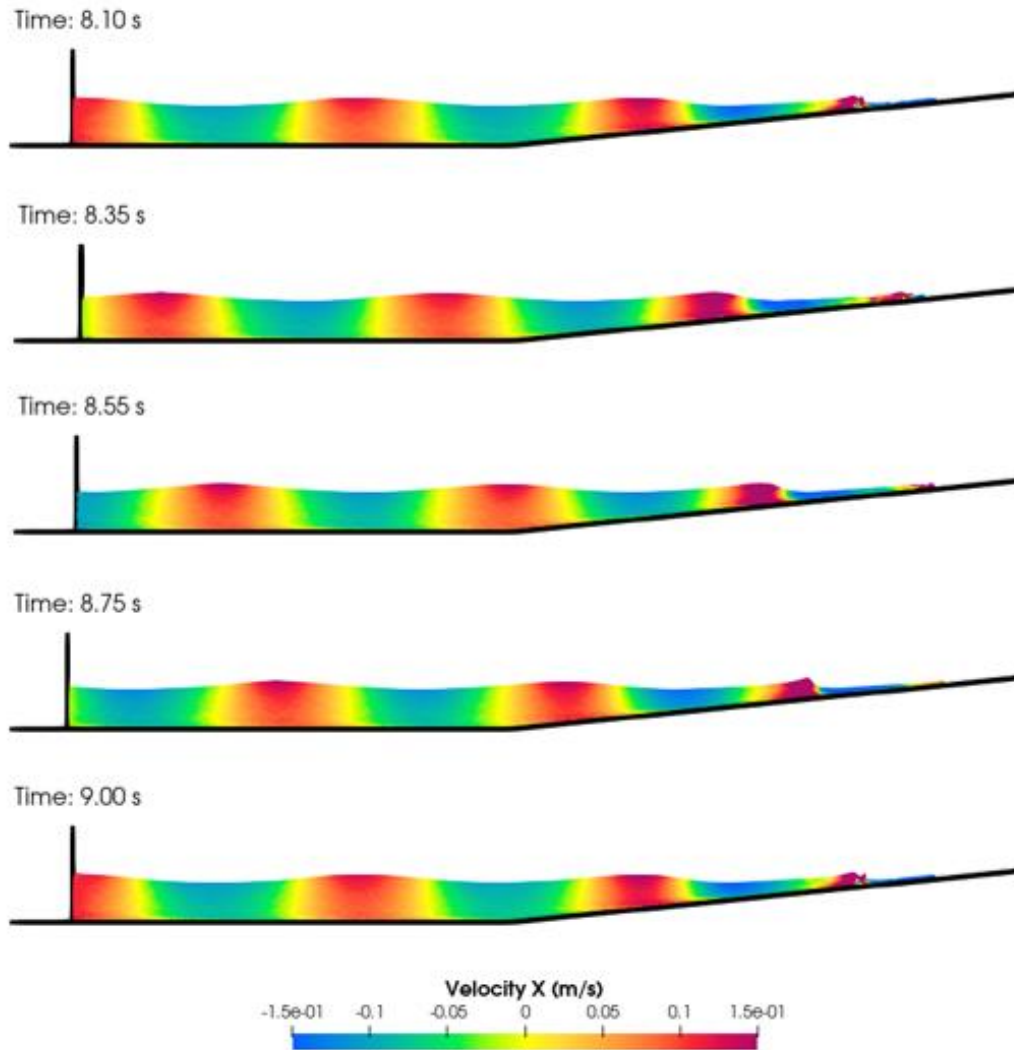 Time: 8.10 s
Time: 8.35 s
Time: 8.55 s
Time: 8.75 s
Time: 9.00 s
Velocity X (m/s)
-1.5e-01 -0.1 -0.05 0 0.05 0.1 1.5e-01